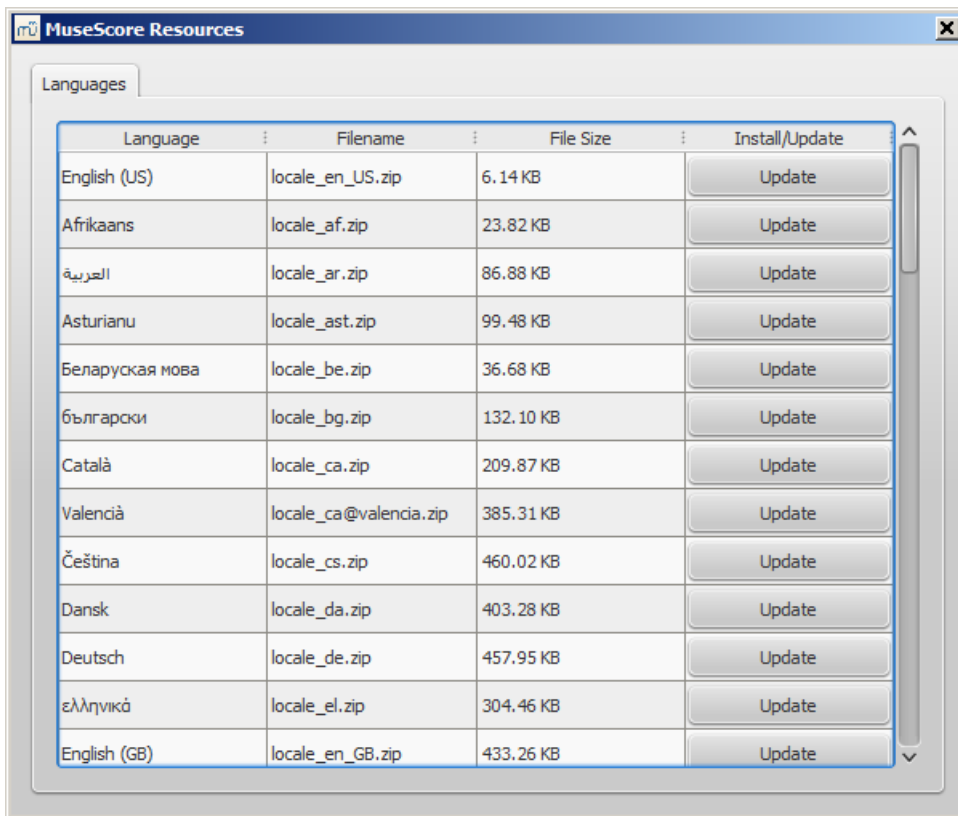 MuseScore Resources
Languages
Language Filename File Size Install/Update
English (US) locale_en_US.zip 6.14 KB Update
Afrikaans locale_af.zip 23.82 KB Update
العربية locale_ar.zip 86.88 KB Update
Asturianu locale_ast.zip 99.48 KB Update
Беларуская мова locale_be.zip 36.68 KB Update
български locale_bg.zip 132.10 KB Update
Català locale_ca.zip 209.87 KB Update
Valencià locale_ca@valencia.zip 385.31 KB Update
Čeština locale_cs.zip 460.02 KB Update
Dansk locale_da.zip 403.28 KB Update
Deutsch locale_de.zip 457.95 KB Update
ελληνικά locale_el.zip 304.46 KB Update
English (GB) locale_en_GB.zip 433.26 KB Update